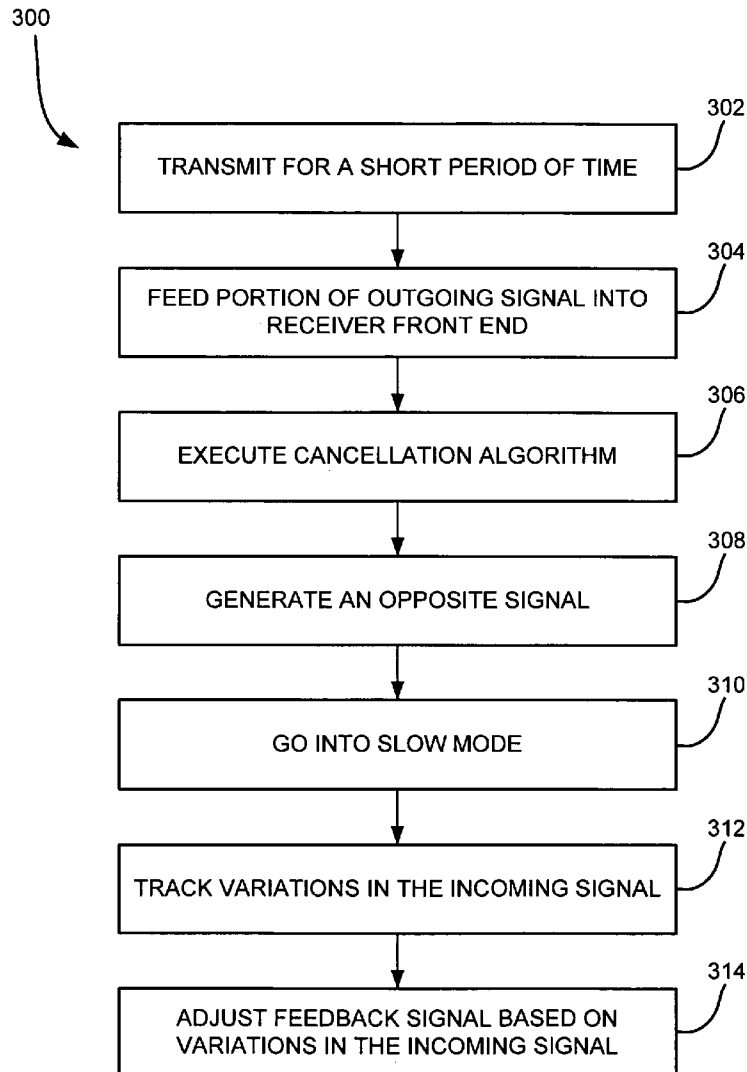 300
302
TRANSMIT FOR A SHORT PERIOD OF TIME
304
FEED PORTION OF OUTGOING SIGNAL INTO
RECEIVER FRONT END
306
EXECUTE CANCELLATION ALGORITHM
308
GENERATE AN OPPOSITE SIGNAL
310
GO INTO SLOW MODE
312
TRACK VARIATIONS IN THE INCOMING SIGNAL
314
ADJUST FEEDBACK SIGNAL BASED ON
VARIATIONS IN THE INCOMING SIGNAL